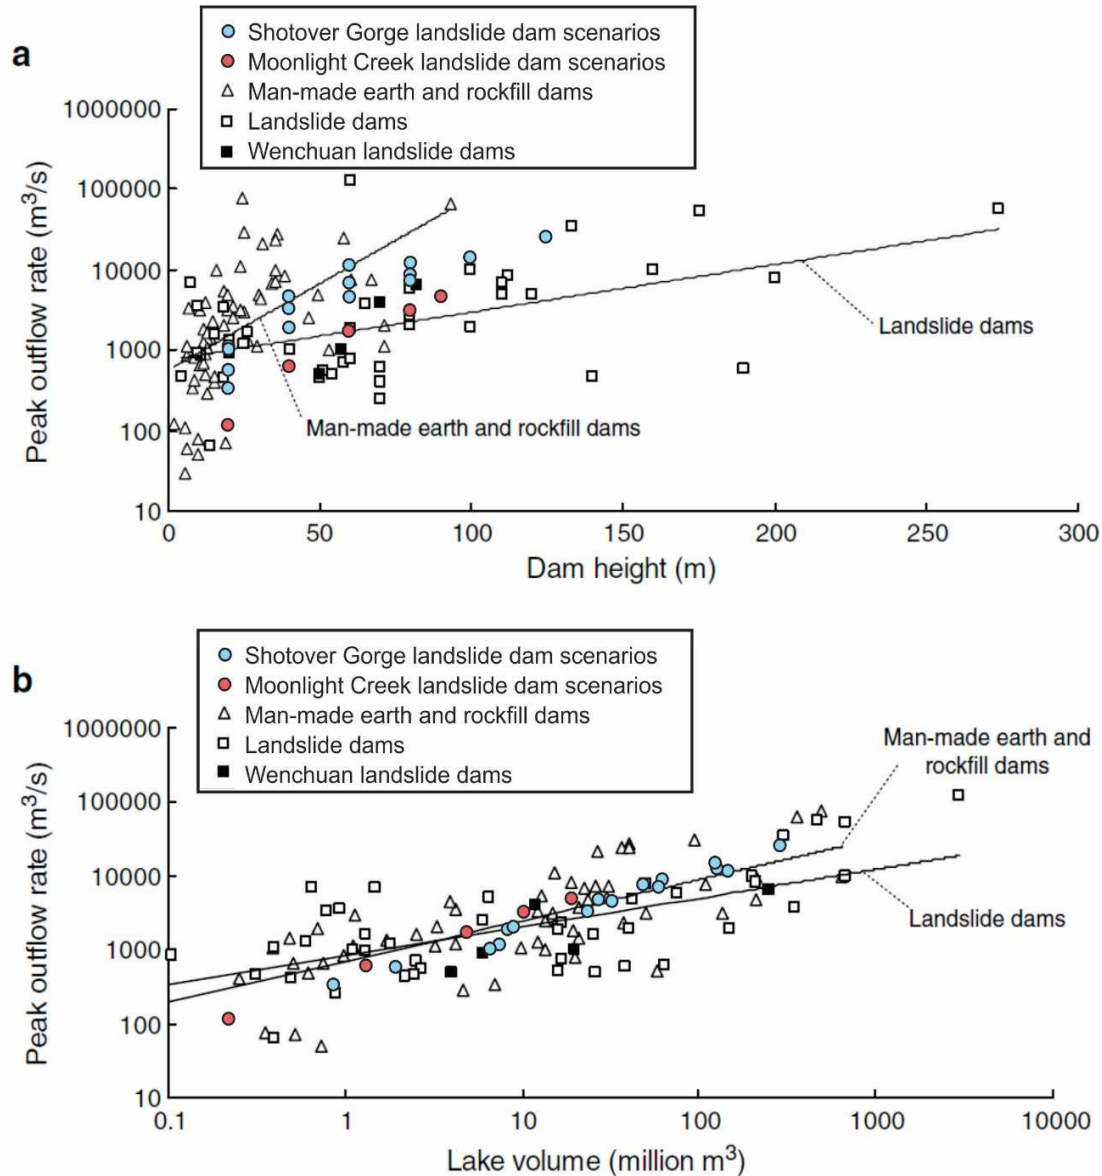 a
Shotover Gorge landslide dam scenarios
Moonlight Creek landslide dam scenarios
Man-made earth and rockfill dams
Landslide dams
Wenchuan landslide dams
Peak outflow rate (m³/s)
1000000
100000
10000
1000
100
10
Landslide dams
Man-made earth and rockfill dams
0 50 100 150 200 250 300
Dam height (m)
b
Shotover Gorge landslide dam scenarios
Moonlight Creek landslide dam scenarios
Man-made earth and rockfill dams
Landslide dams
Wenchuan landslide dams
Peak outflow rate (m³/s)
1000000
100000
10000
1000
100
10
Man-made earth and
rockfill dams
Landslide dams
0.1 1 10 100 1000 10000
Lake volume (million m³)